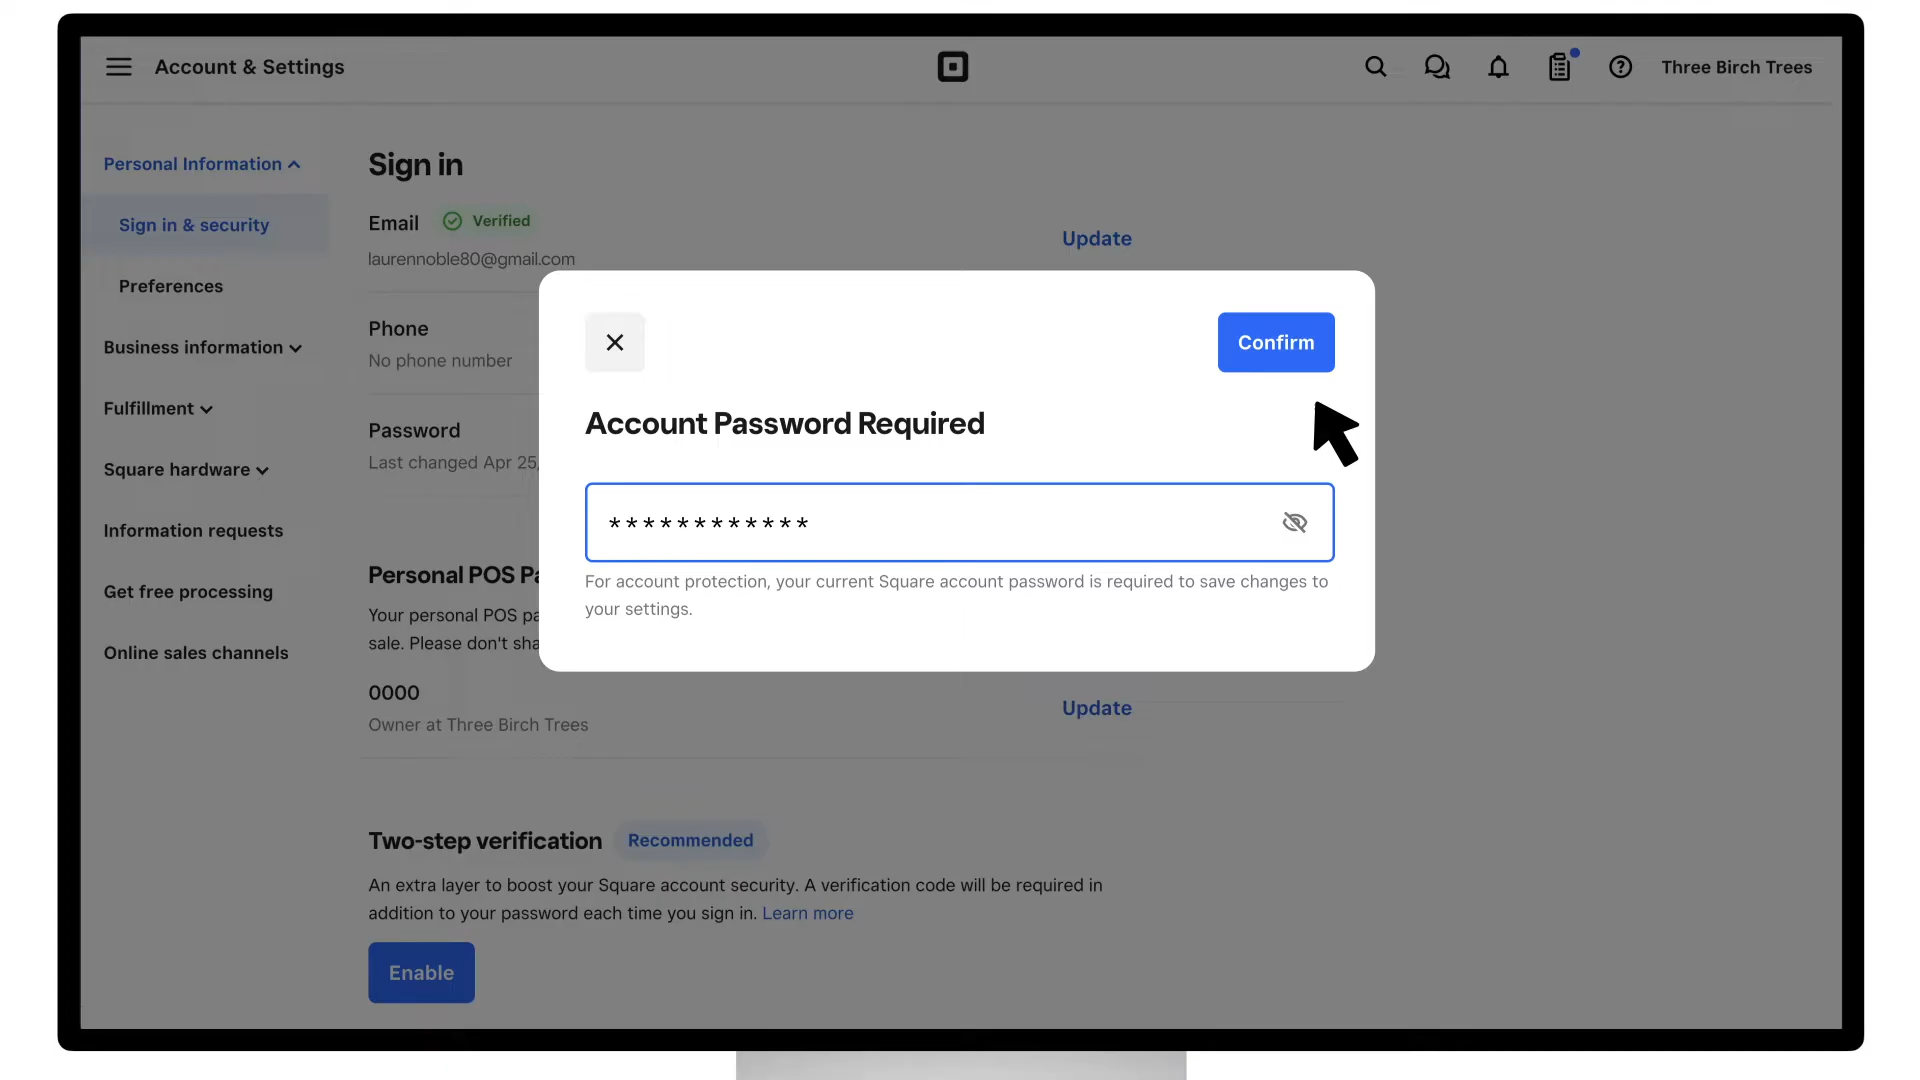 Account & Settings
Three Birch Trees
Personal Information
Sign in & security
Preferences
Business information
Fulfillment
Square hardware
Information requests
Get free processing
Online sales channels
Sign in
Email
Verified
laurennoble80@gmail.com
Update
Phone
No phone number
Password
Last changed Apr 25,
Confirm
Account Password Required
************
For account protection, your current Square account password is required to save changes to
your settings.
Personal POS Pa
Your personal POS pa
sale. Please don't sha
0000
Owner at Three Birch Trees
Update
Two-step verification
Recommended
An extra layer to boost your Square account security. A verification code will be required in
addition to your password each time you sign in. Learn more
Enable